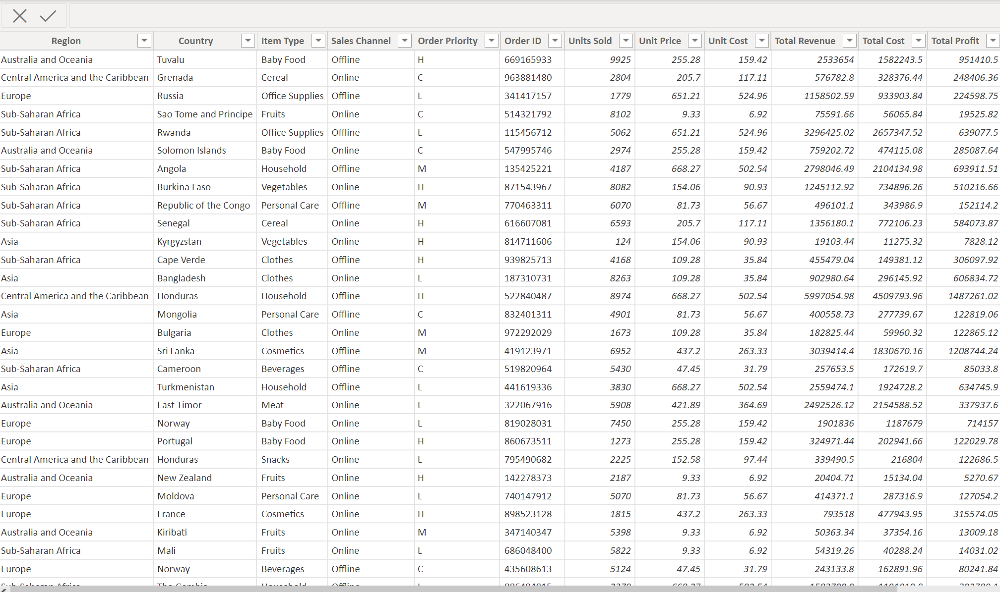 Region Country Item Type Sales Channel Order Priority Order ID Units Sold Unit Price Unit Cost Total Revenue Total Cost Total Profit
Australia and Oceania Tuvalu Baby Food Offline H 669165933 9925 255.28 159.42 2533654 1582243.5 951410.5
Central America and the Caribbean Grenada Cereal Online C 963881480 2804 205.7 117.11 576782.8 328376.44 248406.36
Europe Russia Office Supplies Offline L 341417157 1779 651.21 524.96 1158502.59 933903.84 224598.75
Sub-Saharan Africa Sao Tome and Principe Fruits Online C 514321792 8102 9.33 6.92 75591.66 56065.84 19525.82
Sub-Saharan Africa Rwanda Office Supplies Offline L 115456712 5062 651.21 524.96 3296425.02 2657347.52 639077.5
Australia and Oceania Solomon Islands Baby Food Online C 547995746 2974 255.28 159.42 759202.72 474115.08 285087.64
Sub-Saharan Africa Angola Household Offline M 135425221 4187 668.27 502.54 2798046.49 2104134.98 693911.51
Sub-Saharan Africa Burkina Faso Vegetables Online H 871543967 8082 154.06 90.93 1245112.92 734896.26 510216.66
Sub-Saharan Africa Republic of the Congo Personal Care Offline M 770463311 6070 81.73 56.67 496101.1 343986.9 152114.2
Sub-Saharan Africa Senegal Cereal Online H 616607081 6593 205.7 117.11 1356180.1 772106.23 584073.87
Asia Kyrgyzstan Vegetables Online H 814711606 124 154.06 90.93 19103.44 11275.32 7828.12
Sub-Saharan Africa Cape Verde Clothes Offline H 939825713 4168 109.28 35.84 455479.04 149381.12 306097.92
Asia Bangladesh Clothes Online L 187310731 8263 109.28 35.84 902980.64 296145.92 606834.72
Central America and the Caribbean Honduras Household Offline H 522840487 8974 668.27 502.54 5997054.98 4509793.96 1487261.02
Asia Mongolia Personal Care Offline C 832401311 4901 81.73 56.67 400558.73 277739.67 122819.06
Europe Bulgaria Clothes Online M 972292029 1673 109.28 35.84 182825.44 59960.32 122865.12
Asia Sri Lanka Cosmetics Offline M 419123971 6952 437.2 263.33 3039414.4 1830670.16 1208744.24
Sub-Saharan Africa Cameroon Beverages Offline C 519820964 5430 47.45 31.79 257653.5 172619.7 85033.8
Asia Turkmenistan Household Offline L 441619336 3830 668.27 502.54 2559474.1 1924728.2 634745.9
Australia and Oceania East Timor Meat Online L 322067916 5908 421.89 364.69 2492526.12 2154588.52 337937.6
Europe Norway Baby Food Online L 819028031 7450 255.28 159.42 1901836 1187679 714157
Europe Portugal Baby Food Online H 860673511 1273 255.28 159.42 324971.44 202941.66 122029.78
Central America and the Caribbean Honduras Snacks Online L 795490682 2225 152.58 97.44 339490.5 216804 122686.5
Australia and Oceania New Zealand Fruits Online H 142278373 2187 9.33 6.92 20404.71 15134.04 5270.67
Europe Moldova Personal Care Online L 740147912 5070 81.73 56.67 414371.1 287316.9 127054.2
Europe France Cosmetics Online H 898523128 1815 437.2 263.33 793518 477943.95 315574.05
Australia and Oceania Kiribati Fruits Online M 347140347 5398 9.33 6.92 50363.34 37354.16 13009.18
Sub-Saharan Africa Mali Fruits Online L 686048400 5822 9.33 6.92 54319.26 40288.24 14031.02
Europe Norway Beverages Offline C 435608613 5124 47.45 31.79 243133.8 162891.96 80241.84